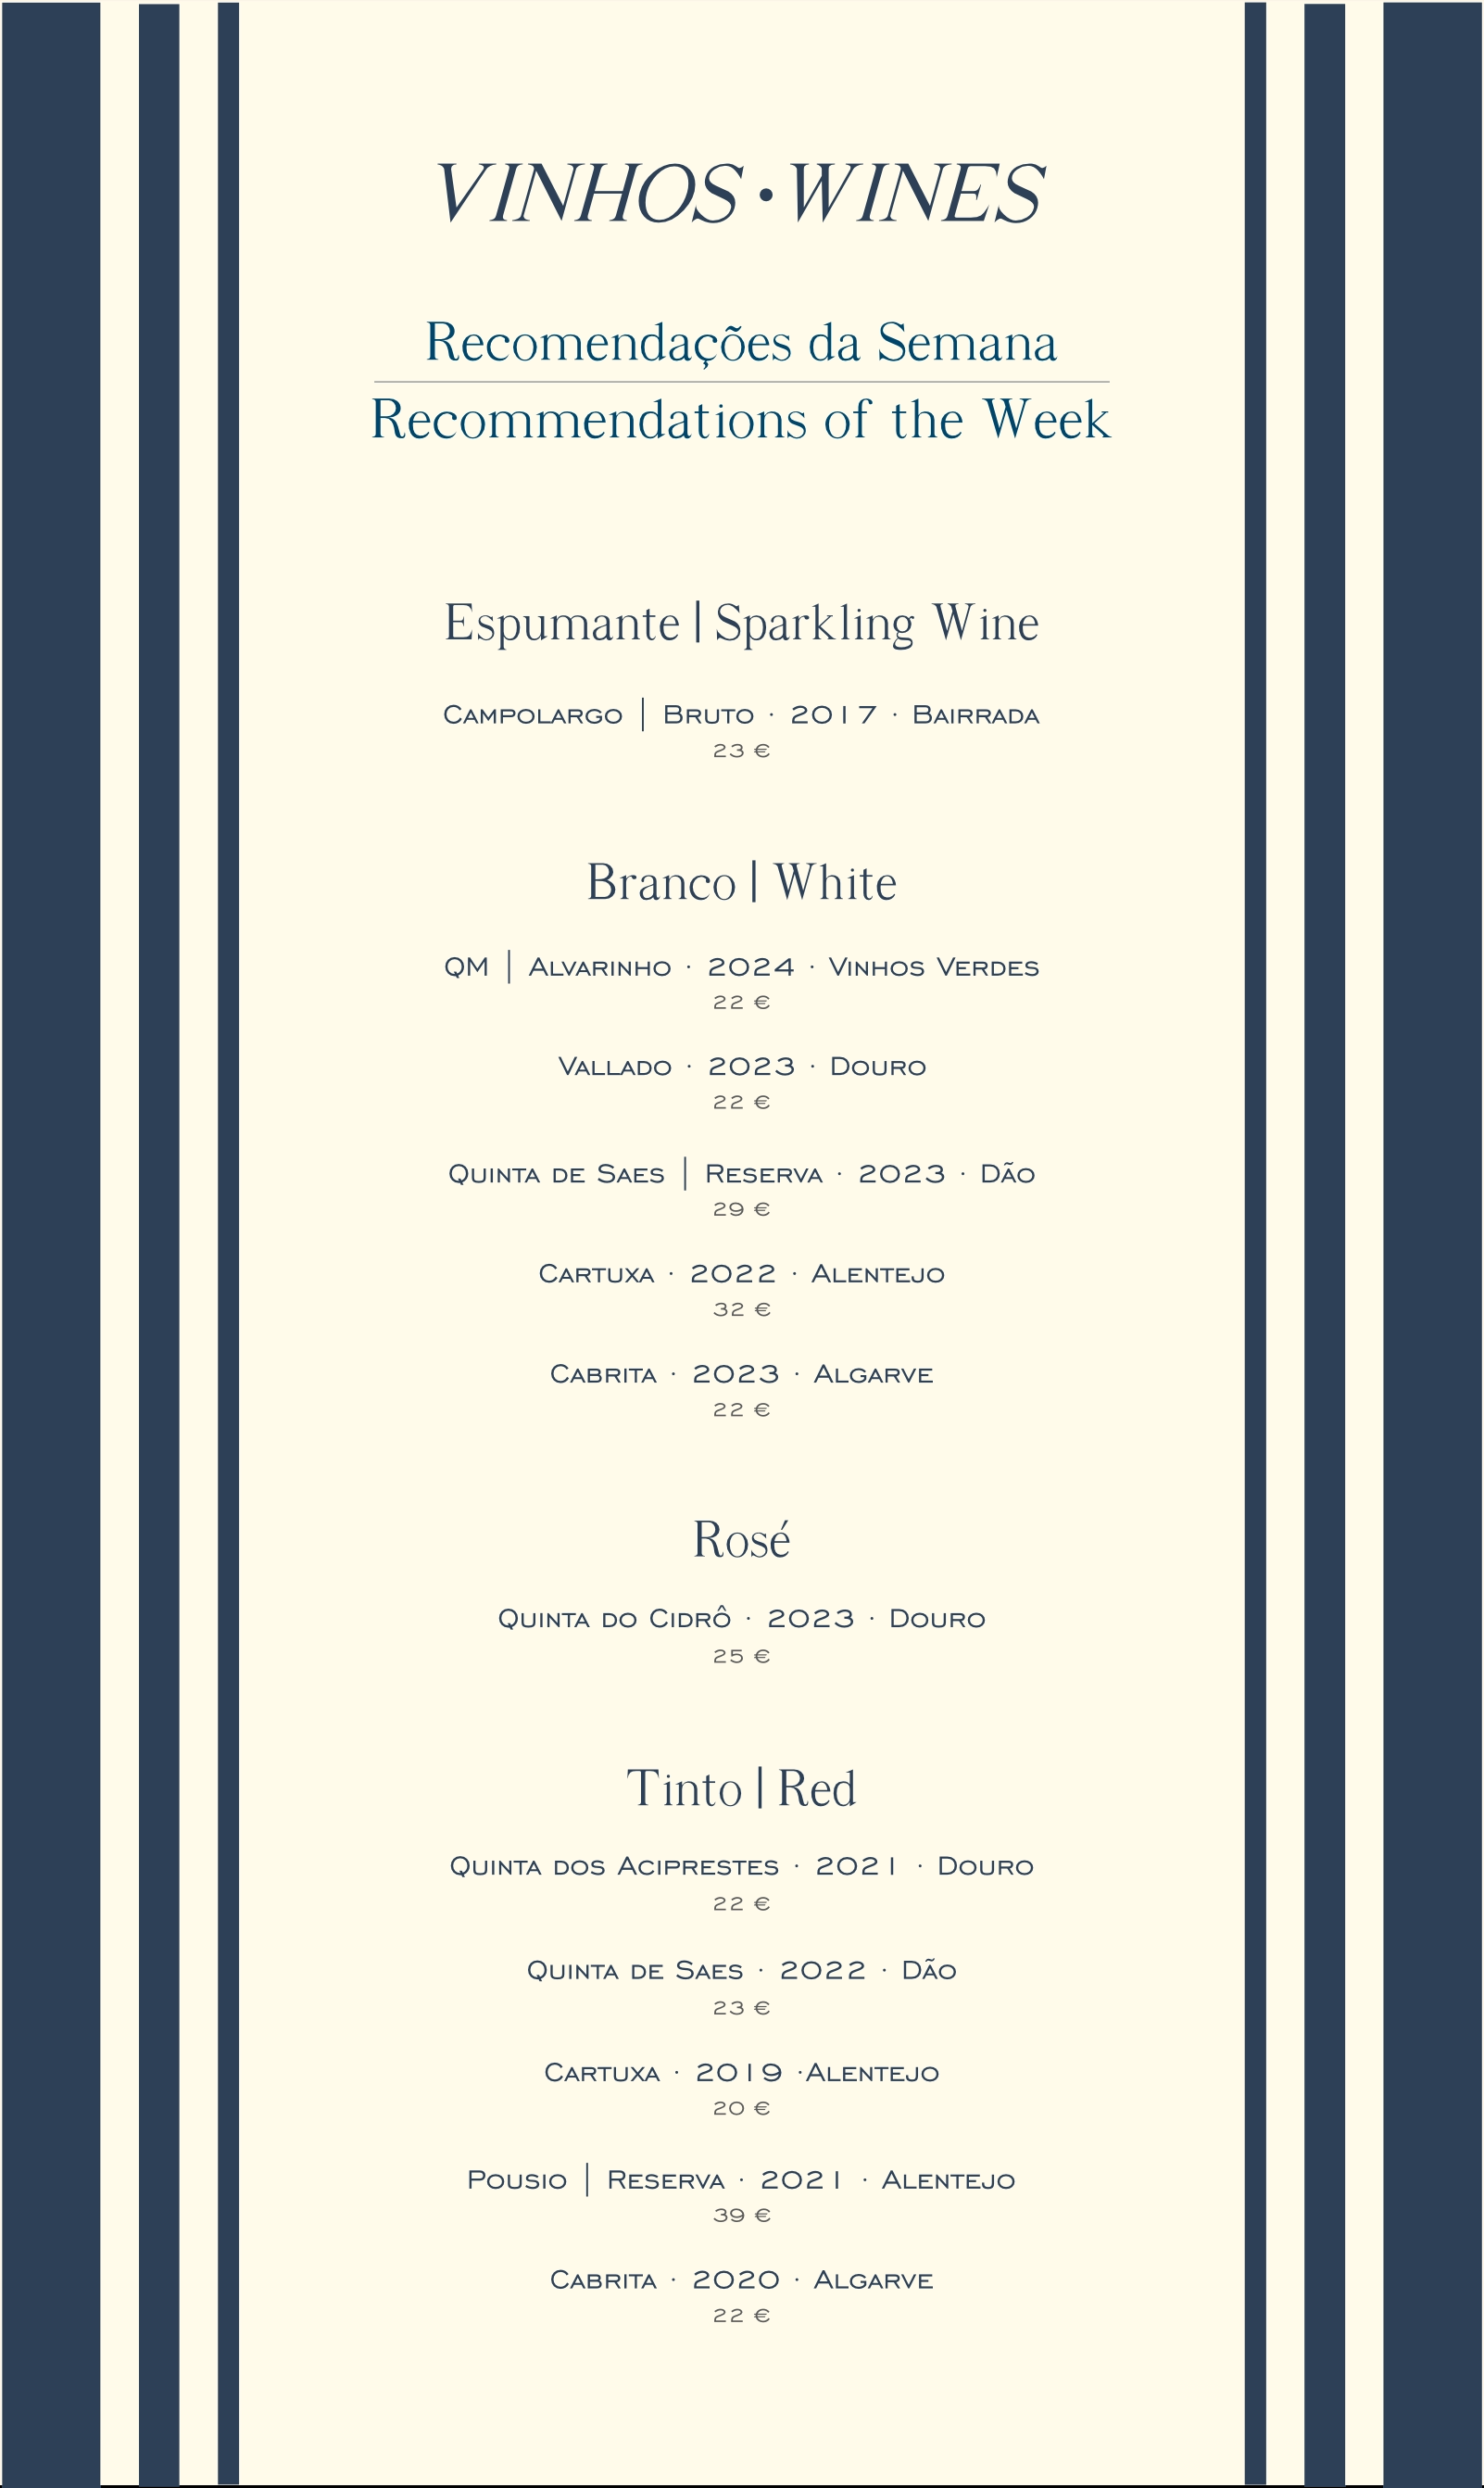 VINHOS·WINES
Recomendações da Semana
Recommendations of the Week
Espumante | Sparkling Wine
Campolargo | Bruto · 2017 · Bairrada
23 €
Branco | White
QM | Alvarinho · 2024 · Vinhos Verdes
22 €
Vallado · 2023 · Douro
22 €
Quinta de Saes | Reserva · 2023 · Dão
29 €
Cartuxa · 2022 · Alentejo
32 €
Cabrita · 2023 · Algarve
22 €
Rosé
Quinta do Cidrô · 2023 · Douro
25 €
Tinto | Red
Quinta dos Aciprestes · 2021 · Douro
22 €
Quinta de Saes · 2022 · Dão
23 €
Cartuxa · 2019 ·Alentejo
20 €
Pousio | Reserva · 2021 · Alentejo
39 €
Cabrita · 2020 · Algarve
22 €